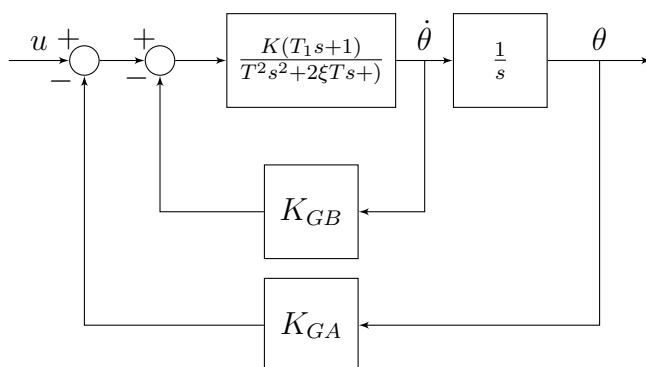 u + − + − K(T₁s+1) / T²s²+2ξTs+) θ̇ 1/s θ
K_GB
K_GA